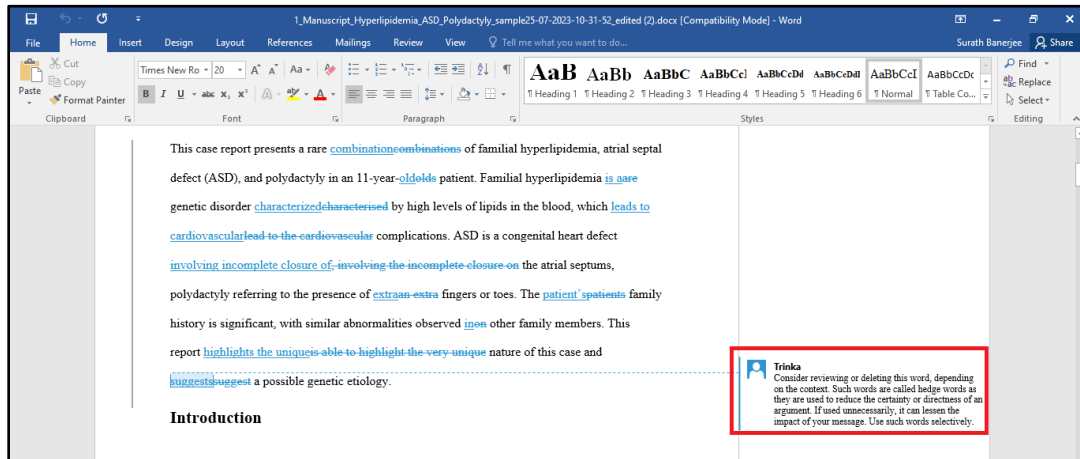 1_Manuscript_Hyperlipidemia_ASD_Polydactyly_sample25-07-2023-10-31-52_edited (2).docx [Compatibility Mode] - Word
File Home Insert Design Layout References Mailings Review View Tell me what you want to do... Surath Banerjee Share
Paste
Cut
Copy
Format Painter
Clipboard
Times New Ro 20 A A Aa
B I U abc X₂ X² A A
Font
Paragraph
AaB AaBb AaBbC AaBbCcl AaBbCcDd AaBbCcDdI AaBbCcI AaBbCcDc
¶ Heading 1 ¶ Heading 2 ¶ Heading 3 ¶ Heading 4 ¶ Heading 5 ¶ Heading 6 ¶ Normal ¶ Table Co...
Styles
Find
Replace
Select
Editing
This case report presents a rare combinationcombinations of familial hyperlipidemia, atrial septal
defect (ASD), and polydactyly in an 11-year-oldolds patient. Familial hyperlipidemia is aare
genetic disorder characterizedcharacterised by high levels of lipids in the blood, which leads to
cardiovascularlead to the cardiovascular complications. ASD is a congenital heart defect
involving incomplete closure of, involving the incomplete closure on the atrial septums,
polydactyly referring to the presence of extraan extra fingers or toes. The patient'spatients family
history is significant, with similar abnormalities observed inon other family members. This
report highlights the uniqueis able to highlight the very unique nature of this case and
suggestssuggest a possible genetic etiology.
Introduction
Trinka
Consider reviewing or deleting this word, depending
on the context. Such words are called hedge words as
they are used to reduce the certainty or directness of an
argument. If used unnecessarily, it can lessen the
impact of your message. Use such words selectively.